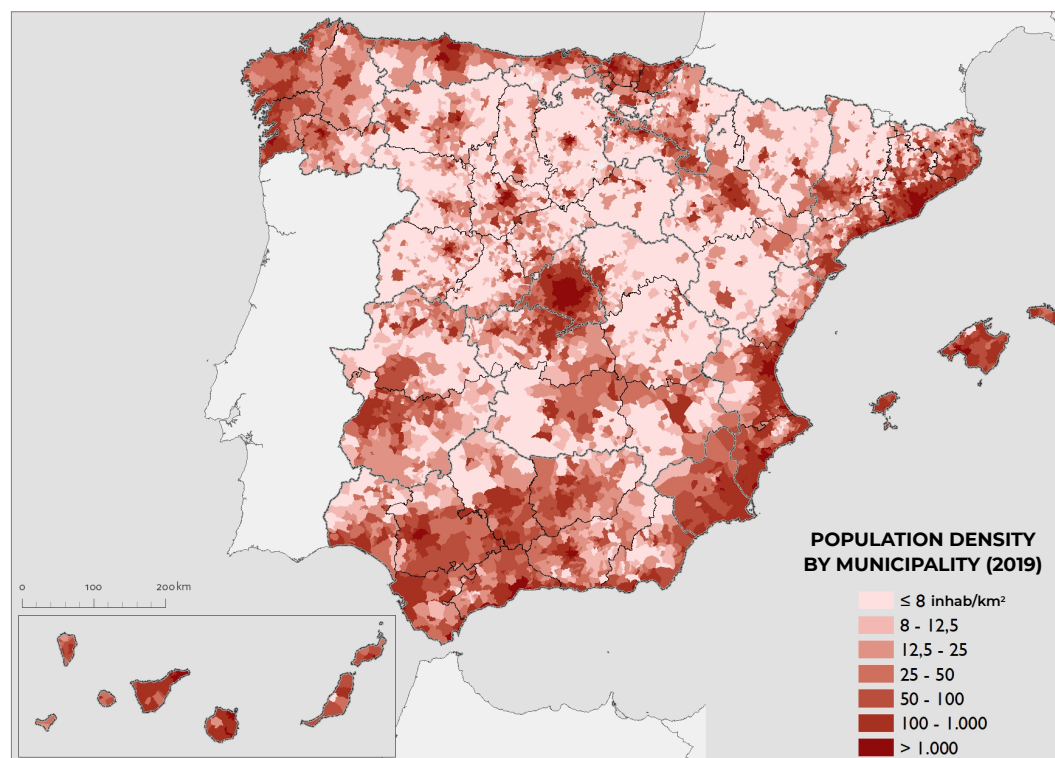 POPULATION DENSITY
BY MUNICIPALITY (2019)
≤ 8 inhab/km²
8 - 12,5
12,5 - 25
25 - 50
50 - 100
100 - 1.000
> 1.000
0 100 200 km